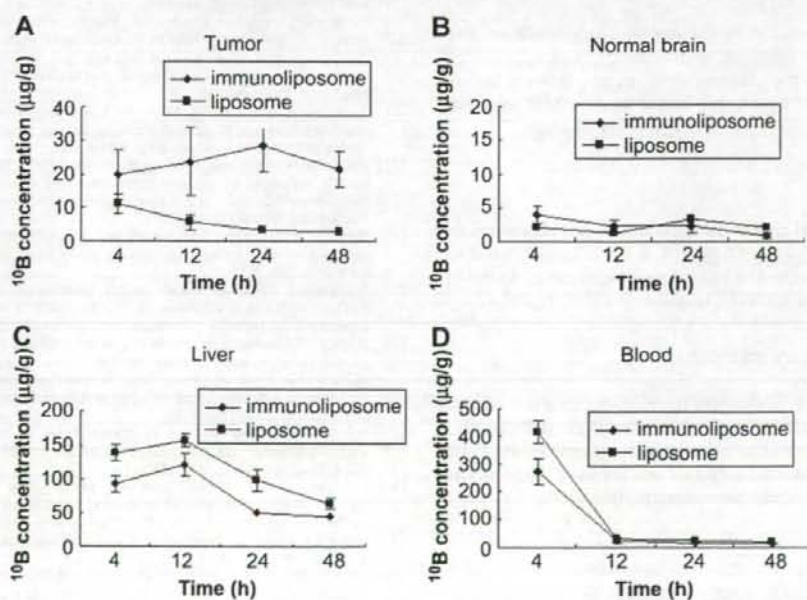 A
Tumor
immunoliposome
liposome
¹⁰B concentration (µg/g)
40
30
20
10
0
4
12
24
48
Time (h)
B
Normal brain
immunoliposome
liposome
¹⁰B concentration (µg/g)
20
15
10
5
0
4
12
24
48
Time (h)
C
Liver
immunoliposome
liposome
¹⁰B concentration (µg/g)
200
150
100
50
0
4
12
24
48
Time (h)
D
Blood
immunoliposome
liposome
¹⁰B concentration (µg/g)
500
400
300
200
100
0
4
12
24
48
Time (h)